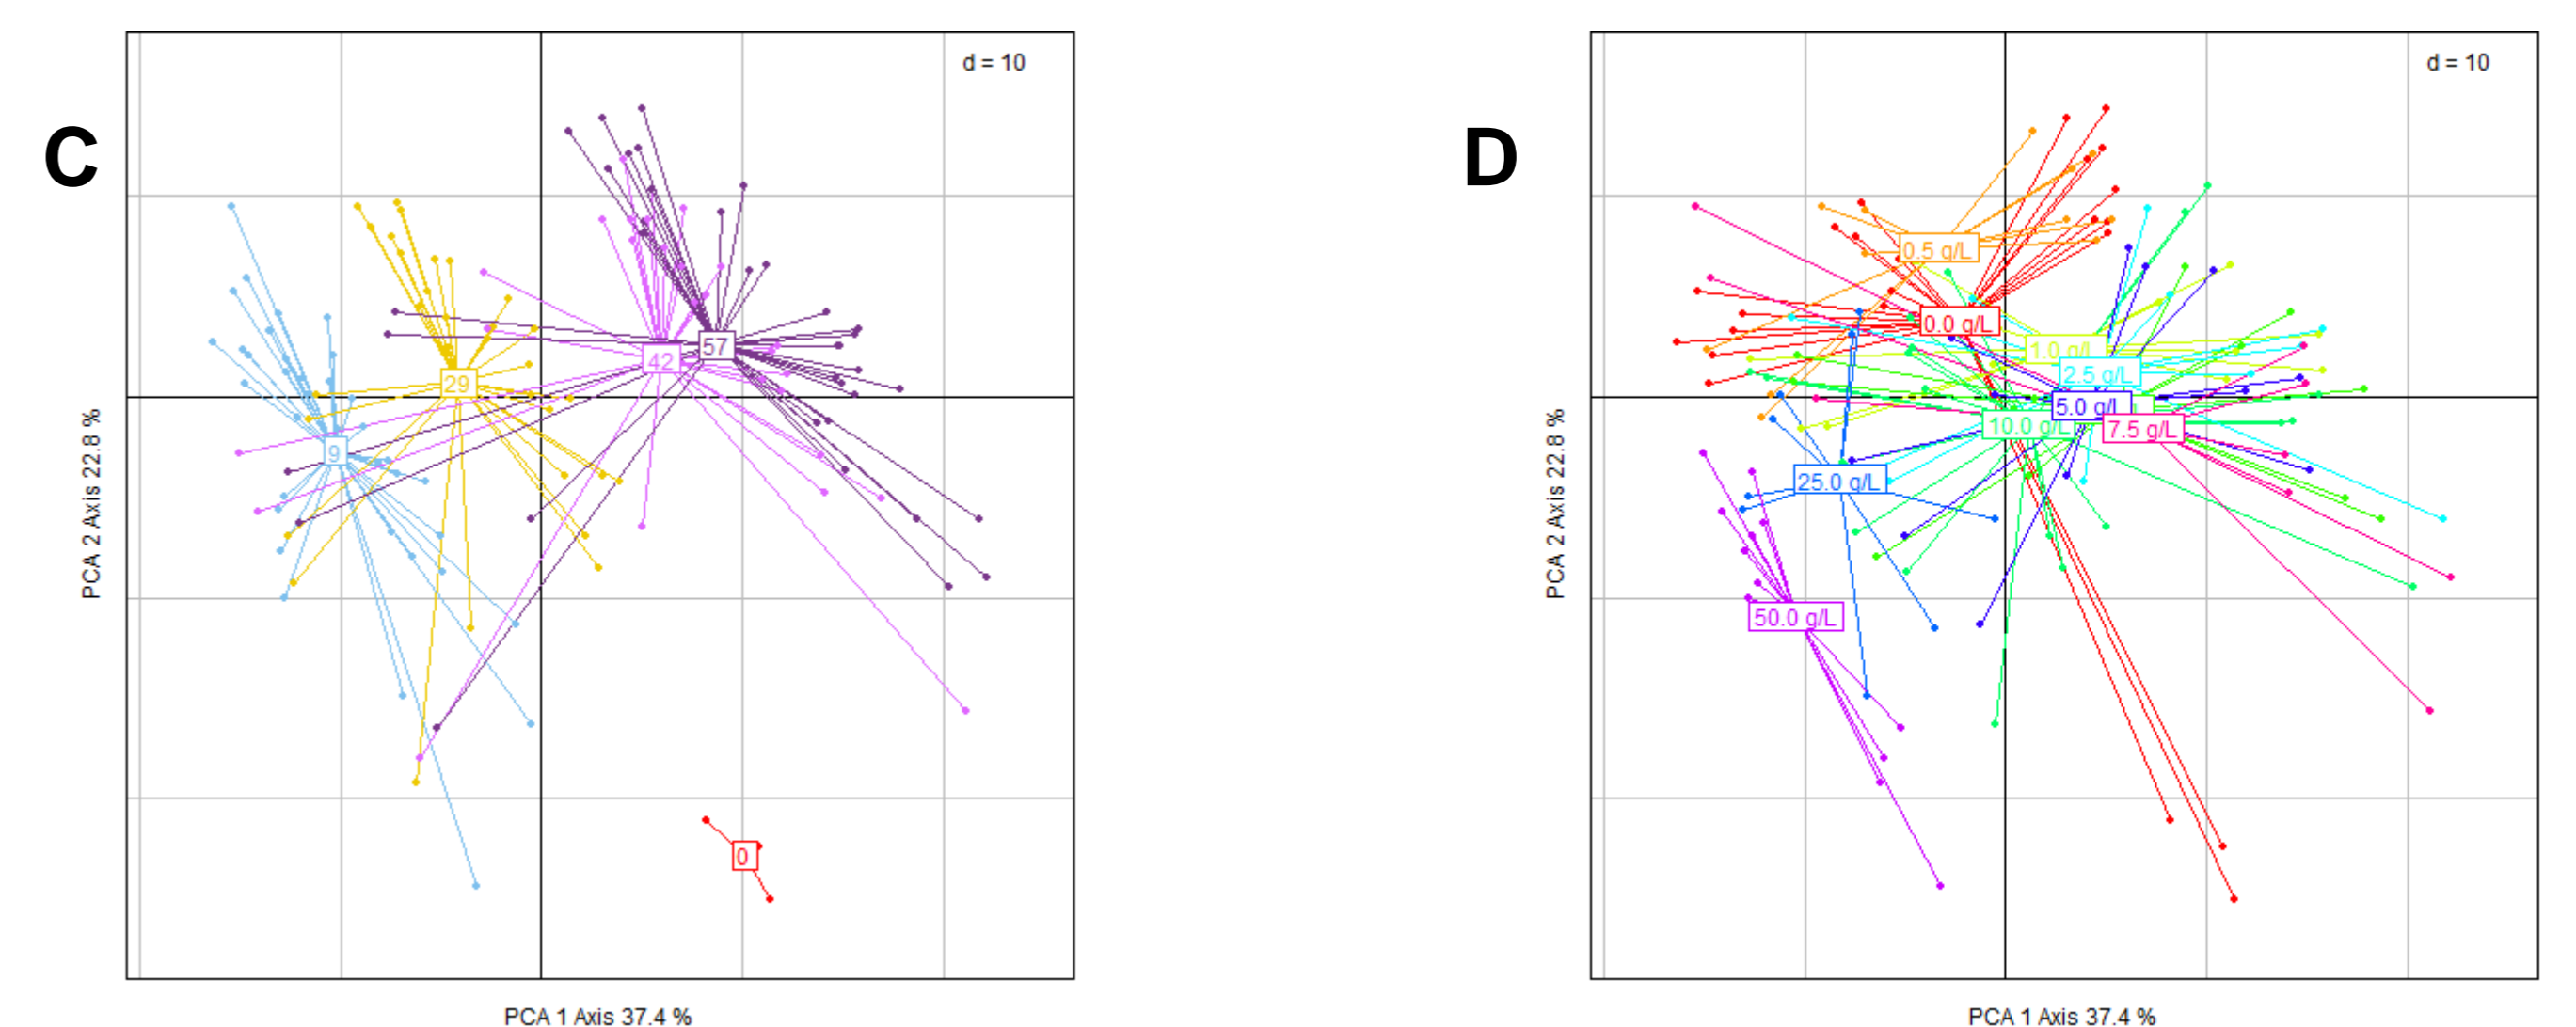 C
d = 10
57
42
29
9
0
PCA 2 Axis 22.8 %
PCA 1 Axis 37.4 %
D
d = 10
0.5 g/L
0.0 g/L
1.0 g/L
2.5 g/L
5.0 g/L
10.0 g/L
7.5 g/L
25.0 g/L
50.0 g/L
PCA 2 Axis 22.8 %
PCA 1 Axis 37.4 %